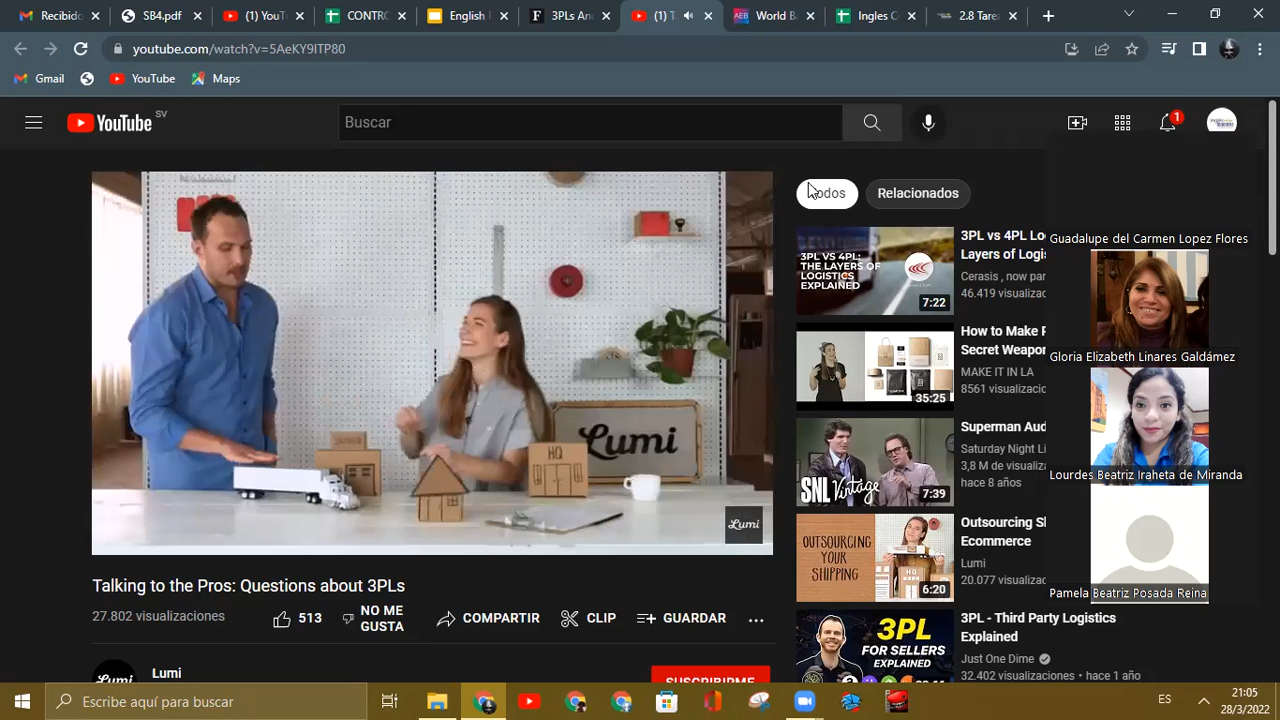 Recibido
SB4.pdf
(1) YouT
CONTRO
English f
3PLs An
(1) T
World B
Ingles C
2.8 Tarea
youtube.com/watch?v=5AeKY9ITP80
Gmail
YouTube
Maps
YouTube SV
Buscar
1
Todos
Relacionados
HQ
Lumi
Lumi
3PL VS 4PL:
THE LAYERS OF
LOGISTICS
EXPLAINED
7:22
3PL vs 4PL Lo
Layers of Logis
Cerasis , now par
46.419 visualiza
35:25
How to Make P
Secret Weapo
MAKE IT IN LA
8561 visualizacio
SNL Vintage
7:39
Superman Aud
Saturday Night Li
3,8 M de visualiz
hace 8 años
OUTSOURCING
YOUR
SHIPPING
6:20
Outsourcing Sh
Ecommerce
Lumi
20.077 visualiza
3PL
FOR SELLERS
EXPLAINED
3PL - Third Party Logistics
Explained
Just One Dime
32.402 visualizaciones • hace 1 año
Guadalupe del Carmen Lopez Flores
Gloria Elizabeth Linares Galdámez
Lourdes Beatriz Iraheta de Miranda
Pamela Beatriz Posada Reina
Talking to the Pros: Questions about 3PLs
27.802 visualizaciones
513
NO ME
GUSTA
COMPARTIR
CLIP
GUARDAR
Lumi
SUSCRIBIRME
Escribe aquí para buscar
ES
21:05
28/3/2022